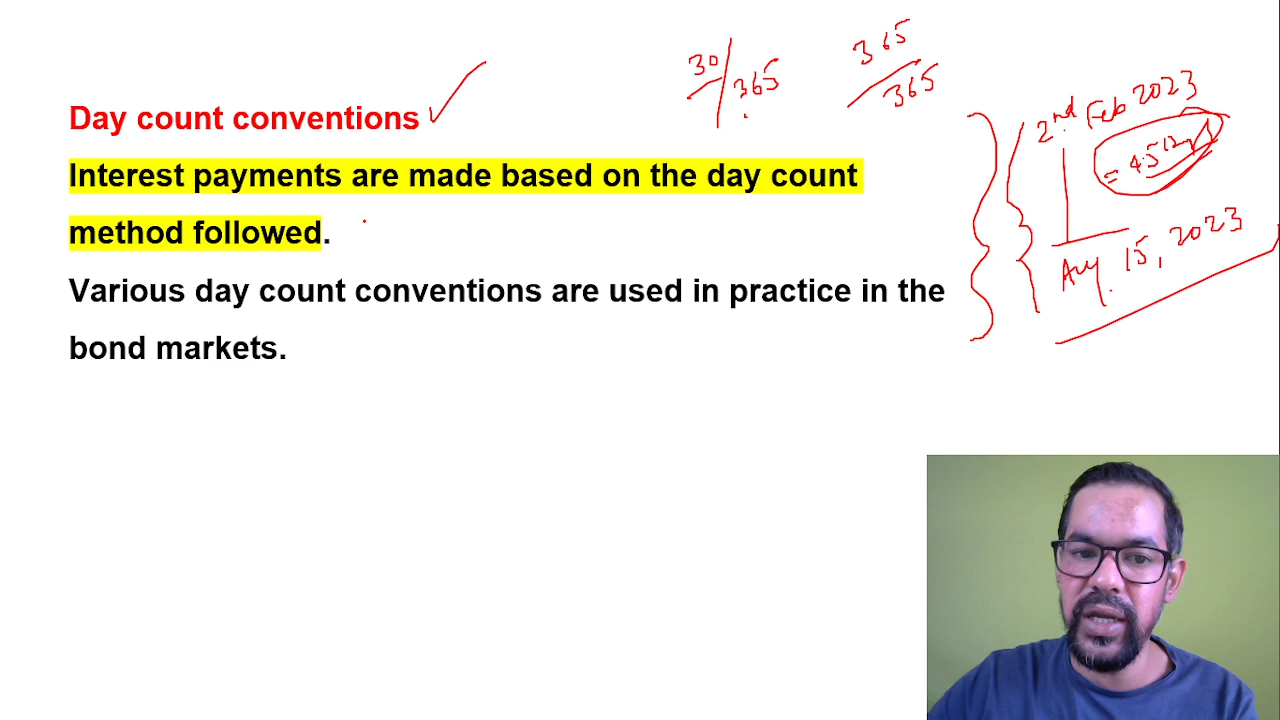 30/365
365/365
Day count conventions
2nd Feb 2023
Interest payments are made based on the day count
method followed.
Aug 15, 2023
Various day count conventions are used in practice in the
bond markets.